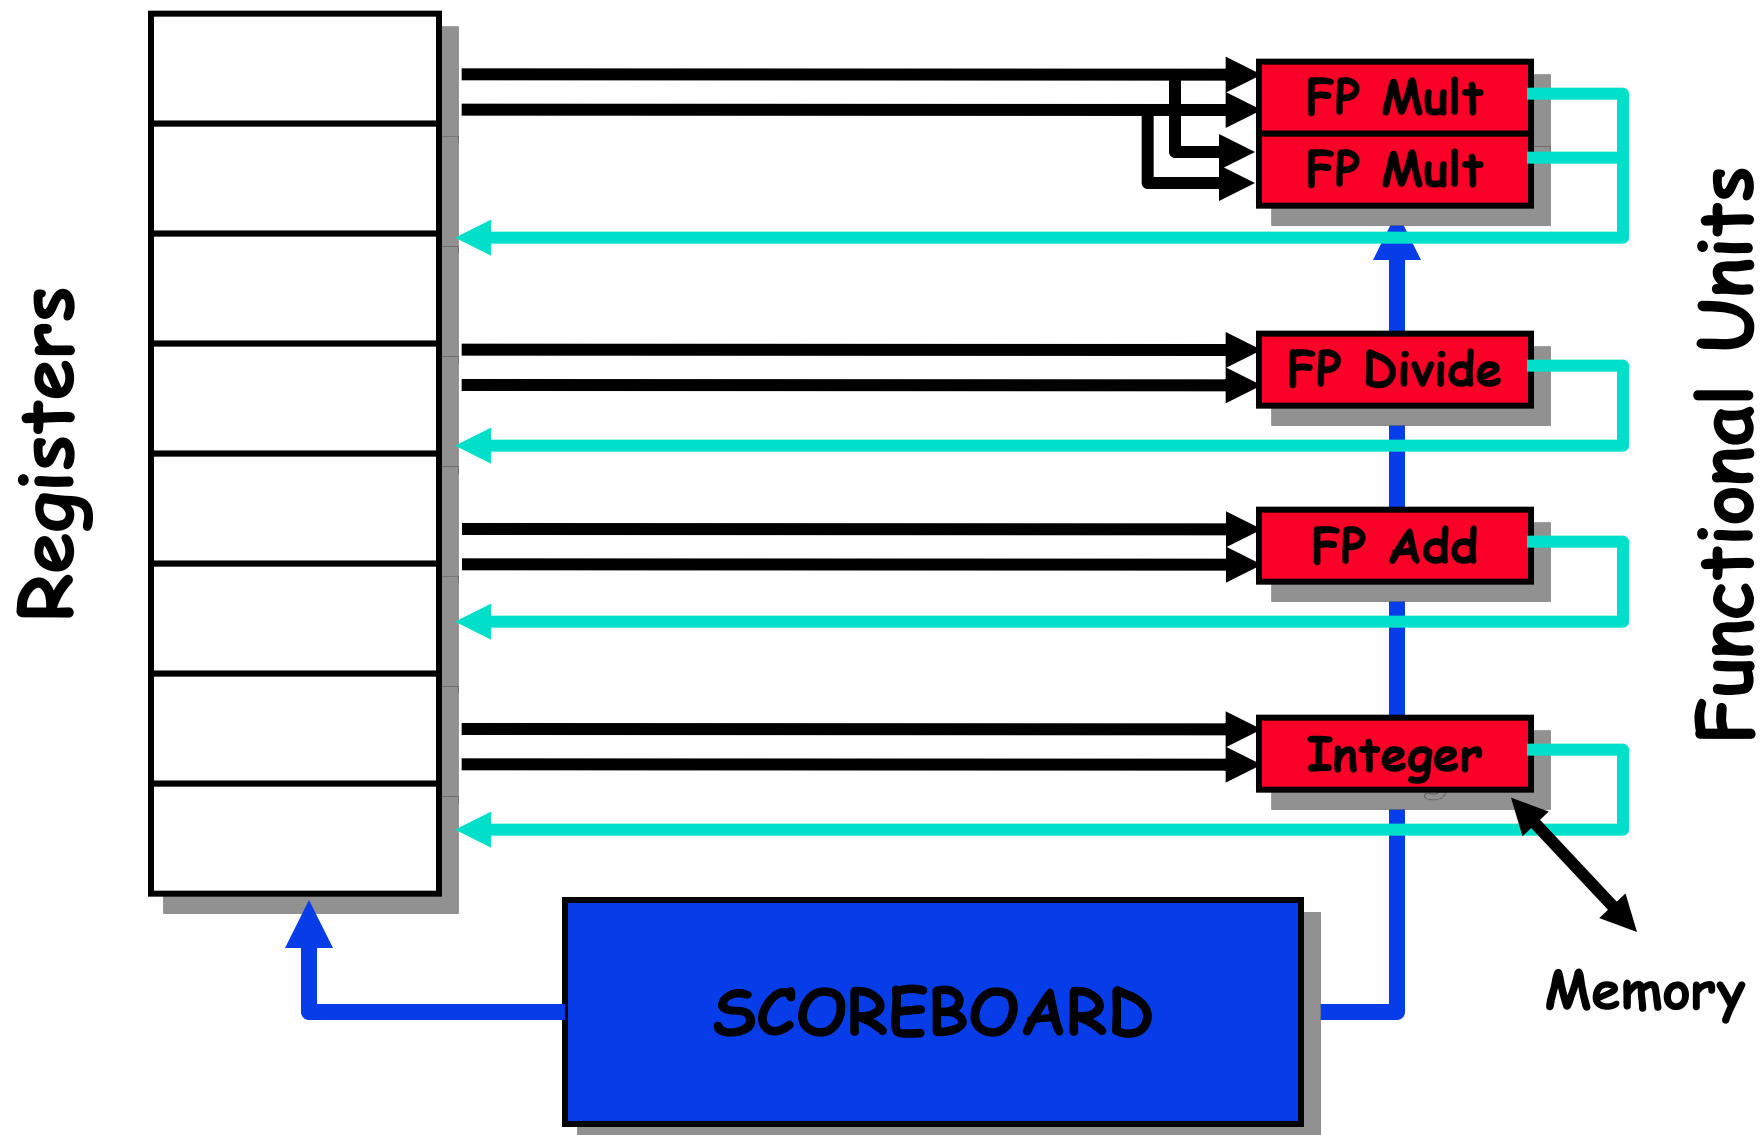 Registers
FP Mult
FP Mult
FP Divide
FP Add
Integer
Functional Units
SCOREBOARD
Memory